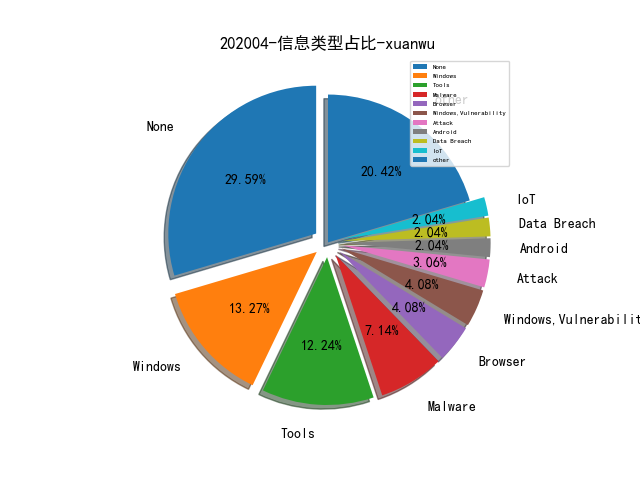 202004-信息类型占比-xuanwu
None
Windows
Tools
Malware
Browser
Windows,Vulnerability
Attack
Android
Data Breach
IoT
other
other
None
29.59%
20.42%
IoT
2.04%
Data Breach
2.04%
Android
2.04%
Attack
3.06%
Windows,Vulnerabilit
4.08%
Browser
4.08%
Malware
7.14%
Tools
12.24%
Windows
13.27%